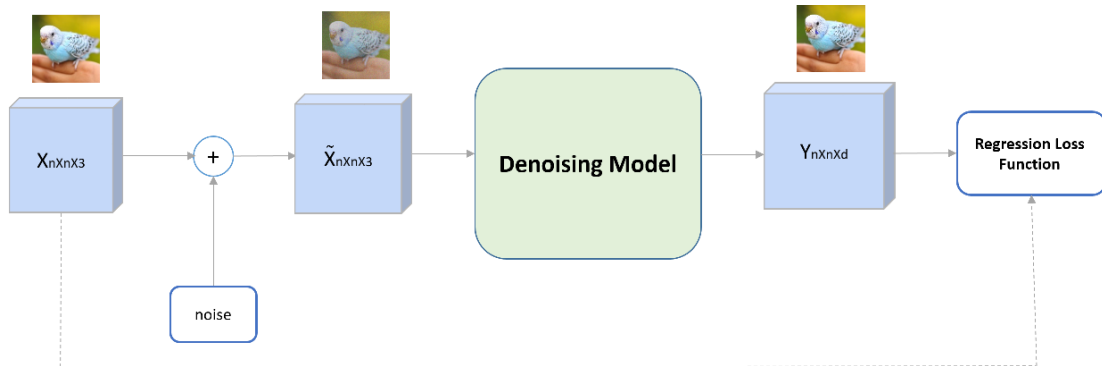 XnXnX3
+
X̃nXnX3
Denoising Model
YnXnXd
Regression Loss
Function
noise